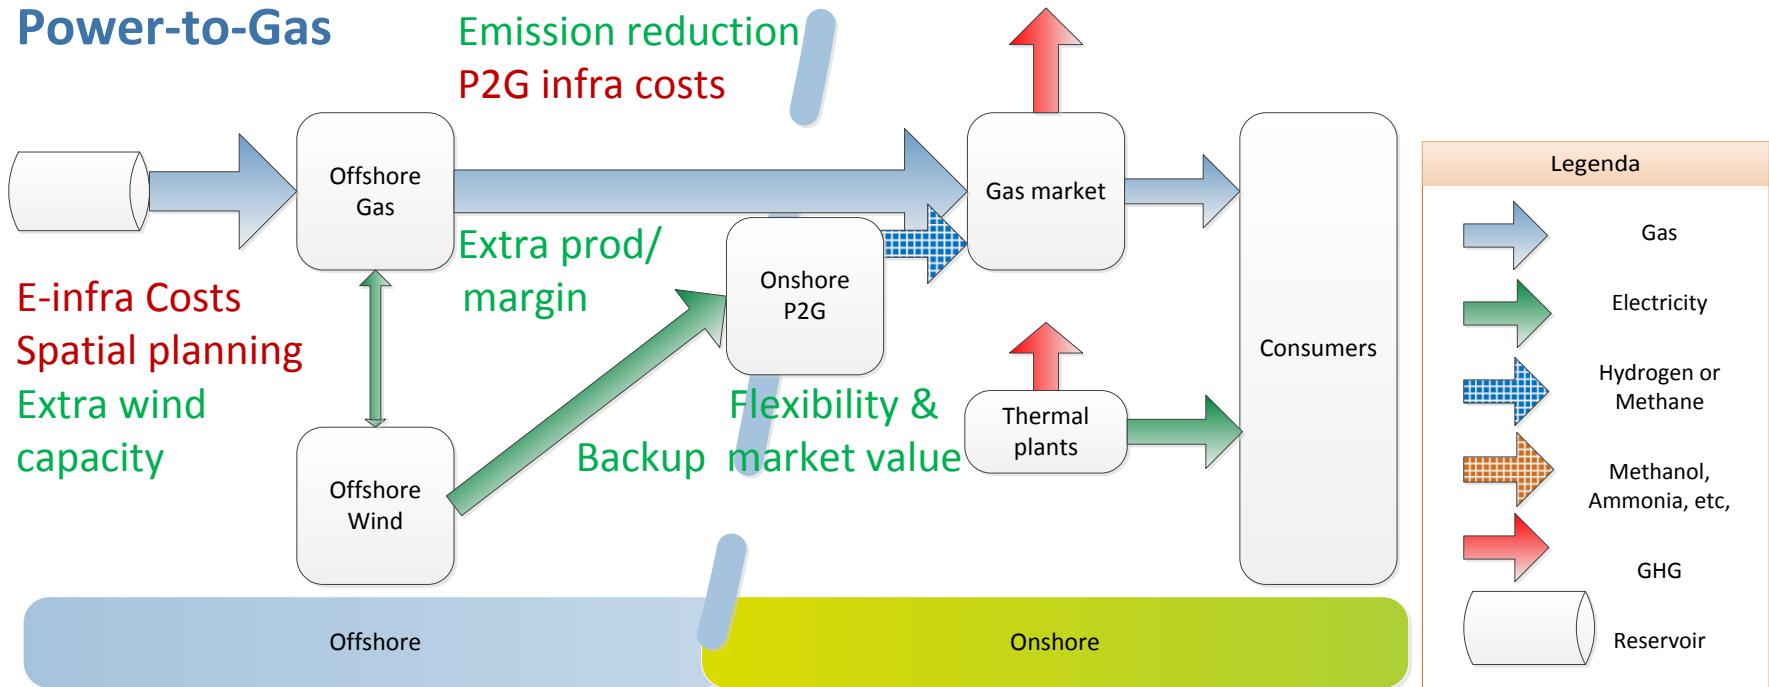 Power-to-Gas
Emission reduction
P2G infra costs
Offshore
Gas
Gas market
Extra prod/
margin
Onshore
P2G
E-infra Costs
Spatial planning
Extra wind
capacity
Consumers
Flexibility &
Backup market value
Thermal
plants
Offshore
Wind
Offshore
Onshore
Legenda
Gas
Electricity
Hydrogen or
Methane
Methanol,
Ammonia, etc,
GHG
Reservoir